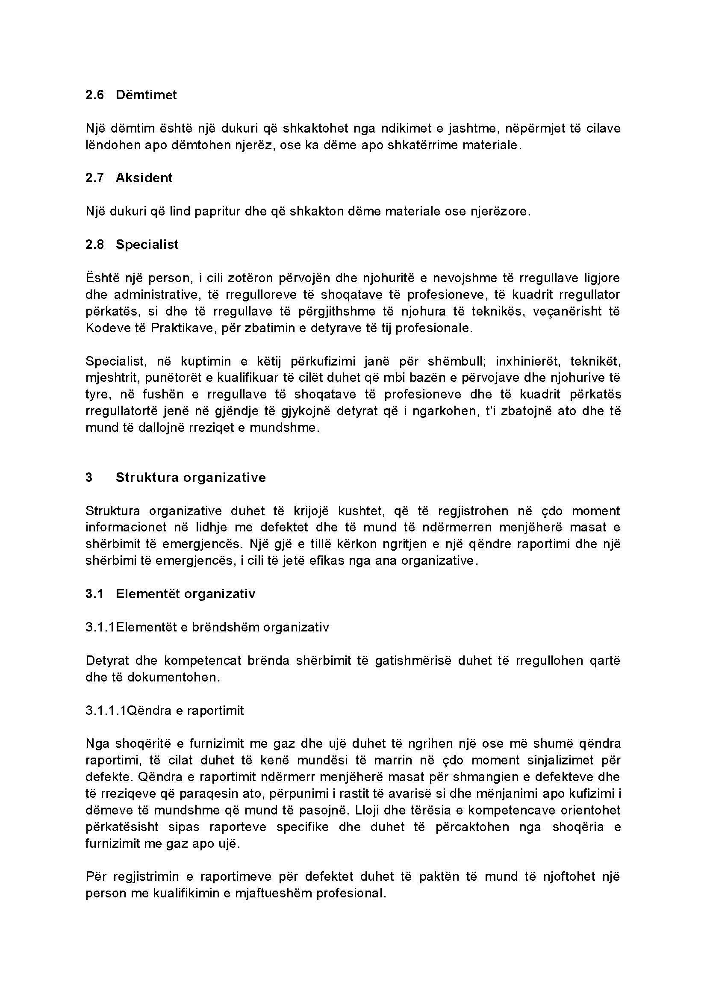 2.6 Dëmtimet
Një dëmtim është një dukuri që shkaktohet nga ndikimet e jashtme, nëpërmjet të cilave
lëndohen apo dëmtohen njerëz, ose ka dëme apo shkatërrime materiale.
2.7 Aksident
Një dukuri që lind papritur dhe që shkakton dëme materiale ose njerëzore.
2.8 Specialist
Është një person, i cili zotëron përvojën dhe njohuritë e nevojshme të rregullave ligjore
dhe administrative, të rregulloreve të shoqatave të profesioneve, të kuadrit rregullator
përkatës, si dhe të rregullave të përgjithshme të njohura të teknikës, veçanërisht të
Kodeve të Praktikave, për zbatimin e detyrave të tij profesionale.
Specialist, në kuptimin e këtij përkufizimi janë për shëmbull; inxhinierët, teknikët,
mjeshtrit, punëtorët e kualifikuar të cilët duhet që mbi bazën e përvojave dhe njohurive të
tyre, në fushën e rregullave të shoqatave të profesioneve dhe të kuadrit përkatës
rregullatortë jenë në gjëndje të gjykojnë detyrat që i ngarkohen, t’i zbatojnë ato dhe të
mund të dallojnë rreziqet e mundshme.
3 Struktura organizative
Struktura organizative duhet të krijojë kushtet, që të regjistrohen në çdo moment
informacionet në lidhje me defektet dhe të mund të ndërmerren menjëherë masat e
shërbimit të emergjencës. Një gjë e tillë kërkon ngritjen e një qëndre raportimi dhe një
shërbimi të emergjencës, i cili të jetë efikas nga ana organizative.
3.1 Elementët organizativ
3.1.1Elementët e brëndshëm organizativ
Detyrat dhe kompetencat brënda shërbimit të gatishmërisë duhet të rregullohen qartë
dhe të dokumentohen.
3.1.1.1Qëndra e raportimit
Nga shoqëritë e furnizimit me gaz dhe ujë duhet të ngrihen një ose më shumë qëndra
raportimi, të cilat duhet të kenë mundësi të marrin në çdo moment sinjalizimet për
defekte. Qëndra e raportimit ndërmerr menjëherë masat për shmangien e defekteve dhe
të rreziqeve që paraqesin ato, përpunimi i rastit të avarisë si dhe mënjanimi apo kufizimi i
dëmeve të mundshme që mund të pasojnë. Lloji dhe tërësia e kompetencave orientohet
përkatësisht sipas raporteve specifike dhe duhet të përcaktohen nga shoqëria e
furnizimit me gaz apo ujë.
Për regjistrimin e raportimeve për defektet duhet të paktën të mund të njoftohet një
person me kualifikimin e mjaftueshëm profesional.